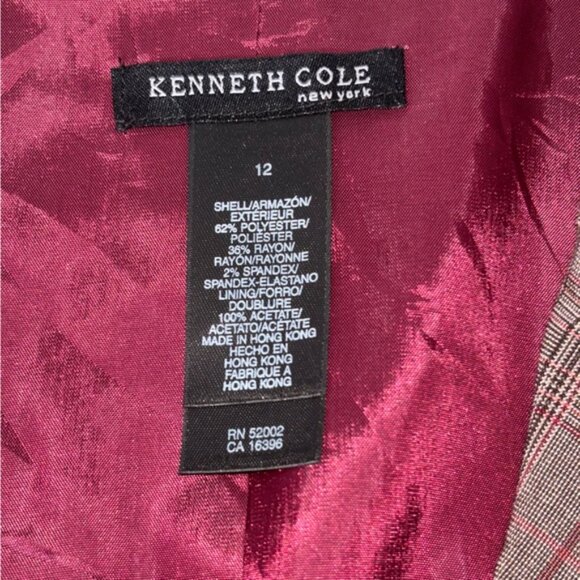 KENNETH COLE
new york
12
SHELL/ARMAZÓN/
EXTÉRIEUR
62% POLYESTER/
POLIÉSTER
36% RAYON/
RAYÓN/RAYONNE
2% SPANDEX/
SPANDEX-ELASTANO
LINING/FORRO/
DOUBLURE
100% ACETATE/
ACETATO/ACÉTATE
MADE IN HONG KONG
HECHO EN
HONG KONG
FABRIQUE A
HONG KONG
RN 52002
CA 16396